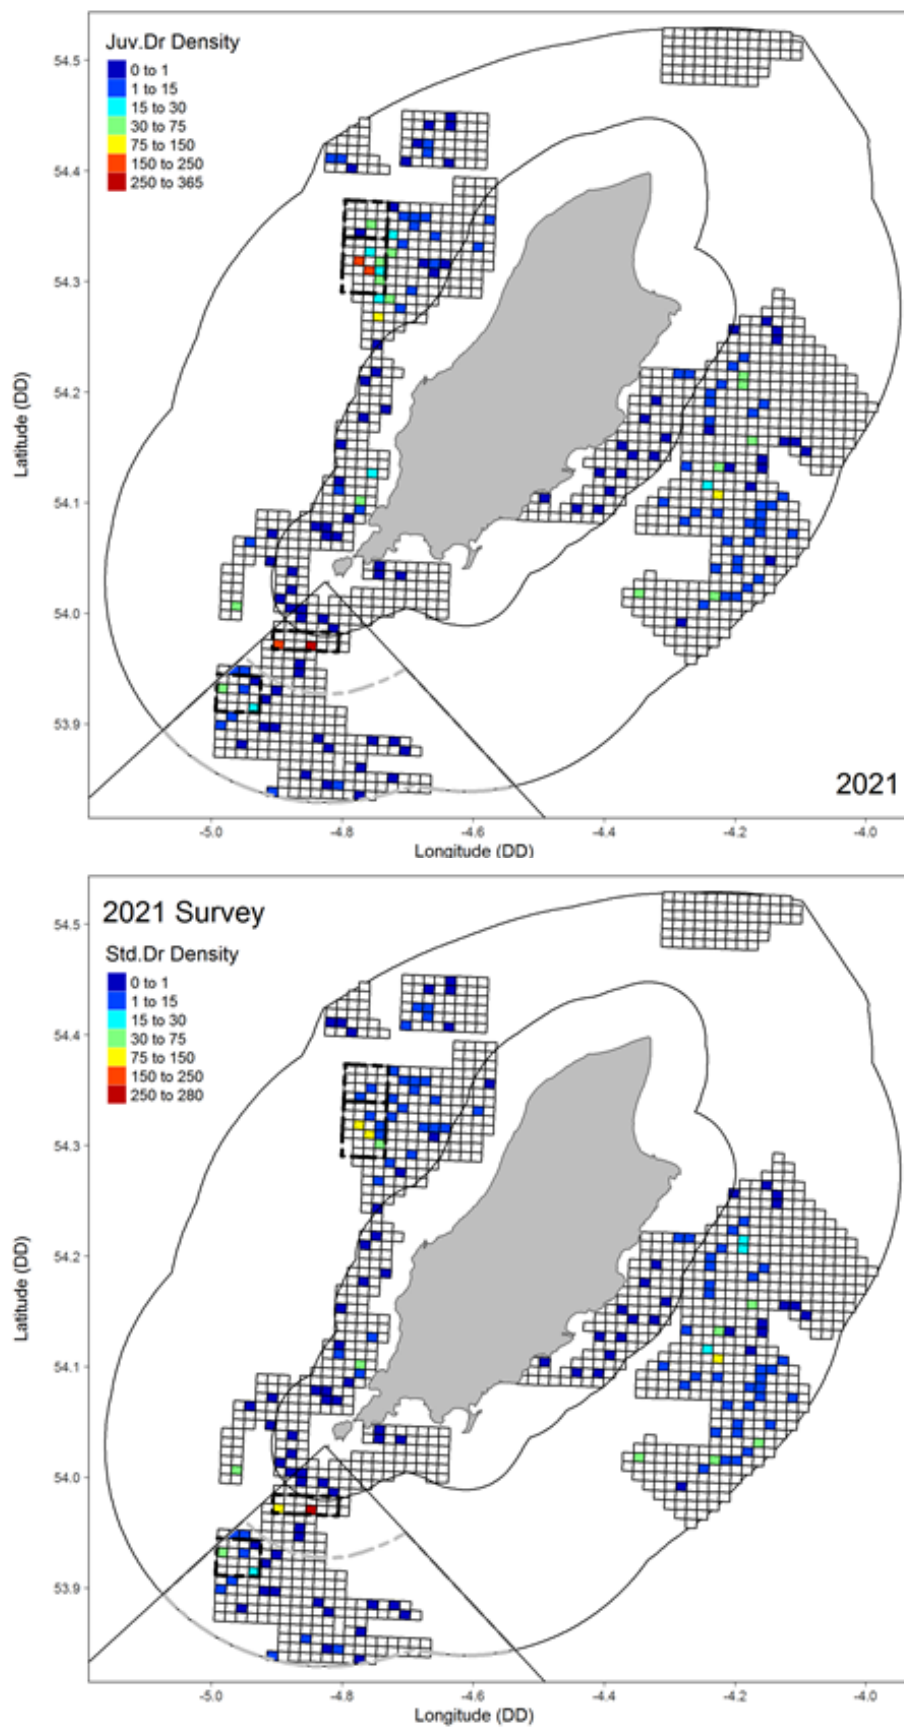 Juv.Dr Density
0 to 1
1 to 15
15 to 30
30 to 75
75 to 150
150 to 250
250 to 365
54.5
54.4
54.3
54.2
54.1
54.0
53.9
Latitude (DD)
2021
-5.0 -4.8 -4.6 -4.4 -4.2 -4.0
Longitude (DD)
2021 Survey
Std.Dr Density
0 to 1
1 to 15
15 to 30
30 to 75
75 to 150
150 to 250
250 to 280
54.5
54.4
54.3
54.2
54.1
54.0
53.9
Latitude (DD)
-5.0 -4.8 -4.6 -4.4 -4.2 -4.0
Longitude (DD)